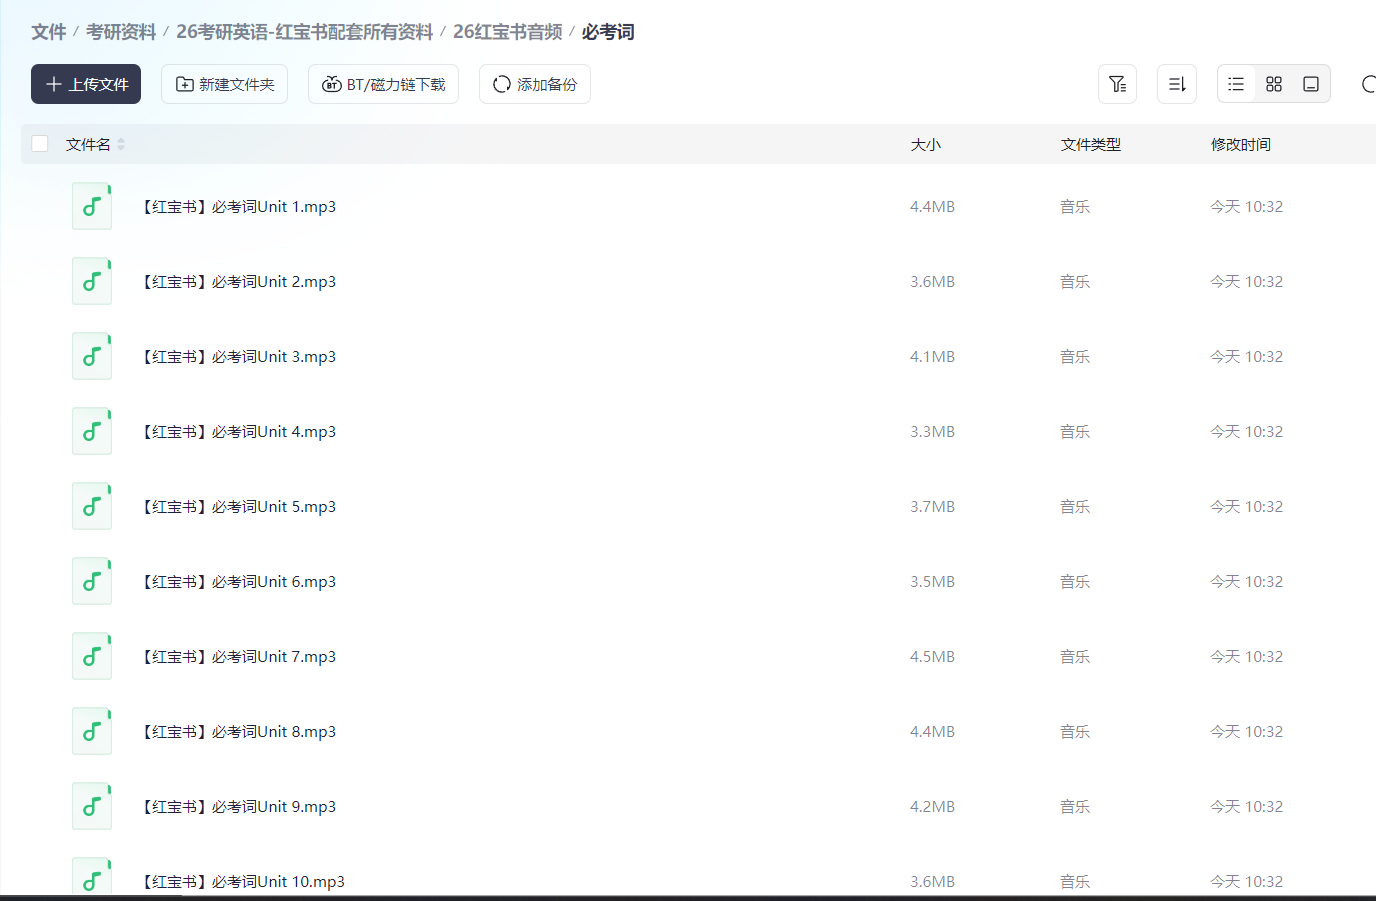 文件 / 考研资料 / 26考研英语-红宝书配套所有资料 / 26红宝书音频 / 必考词
上传文件 新建文件夹 BT BT/磁力链下载 添加备份
文件名 大小 文件类型 修改时间
【红宝书】必考词Unit 1.mp3 4.4MB 音乐 今天 10:32
【红宝书】必考词Unit 2.mp3 3.6MB 音乐 今天 10:32
【红宝书】必考词Unit 3.mp3 4.1MB 音乐 今天 10:32
【红宝书】必考词Unit 4.mp3 3.3MB 音乐 今天 10:32
【红宝书】必考词Unit 5.mp3 3.7MB 音乐 今天 10:32
【红宝书】必考词Unit 6.mp3 3.5MB 音乐 今天 10:32
【红宝书】必考词Unit 7.mp3 4.5MB 音乐 今天 10:32
【红宝书】必考词Unit 8.mp3 4.4MB 音乐 今天 10:32
【红宝书】必考词Unit 9.mp3 4.2MB 音乐 今天 10:32
【红宝书】必考词Unit 10.mp3 3.6MB 音乐 今天 10:32